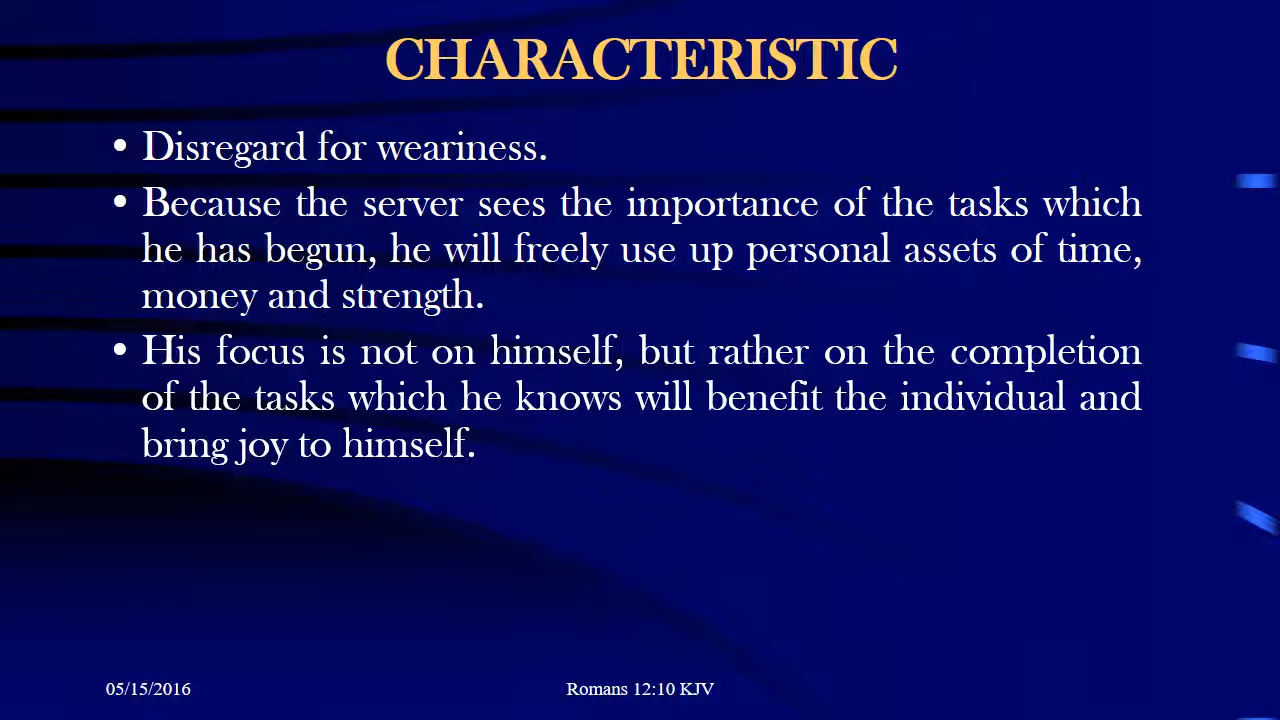 CHARACTERISTIC
• Disregard for weariness.
• Because the server sees the importance of the tasks which
he has begun, he will freely use up personal assets of time,
money and strength.
• His focus is not on himself, but rather on the completion
of the tasks which he knows will benefit the individual and
bring joy to himself.
05/15/2016
Romans 12:10 KJV